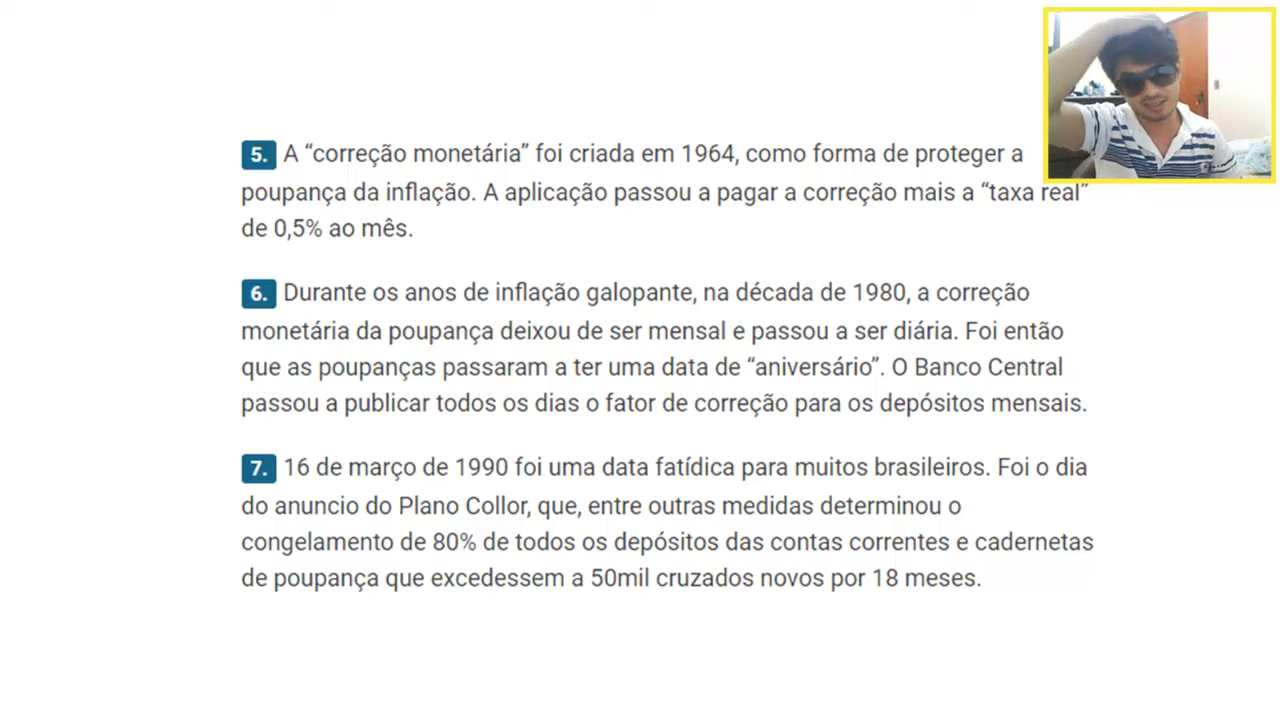 5. A “correção monetária” foi criada em 1964, como forma de proteger a
poupança da inflação. A aplicação passou a pagar a correção mais a “taxa real”
de 0,5% ao mês.
6. Durante os anos de inflação galopante, na década de 1980, a correção
monetária da poupança deixou de ser mensal e passou a ser diária. Foi então
que as poupanças passaram a ter uma data de “aniversário”. O Banco Central
passou a publicar todos os dias o fator de correção para os depósitos mensais.
7. 16 de março de 1990 foi uma data fatídica para muitos brasileiros. Foi o dia
do anuncio do Plano Collor, que, entre outras medidas determinou o
congelamento de 80% de todos os depósitos das contas correntes e cadernetas
de poupança que excedessem a 50mil cruzados novos por 18 meses.